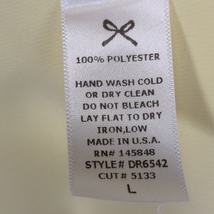 100% POLYESTER
HAND WASH COLD
OR DRY CLEAN
DO NOT BLEACH
LAY FLAT TO DRY
IRON,LOW
MADE IN U.S.A.
RN# 145848
STYLE# DR6542
CUT# 5133
L